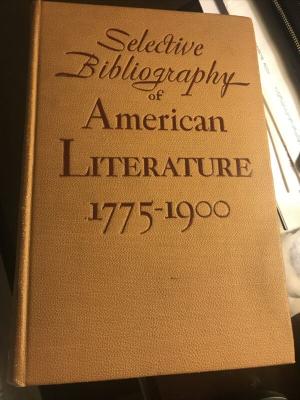 Selective
Bibliography
of
American
LITERATURE
1775-1900